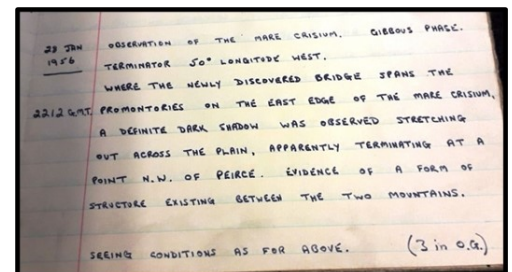 28 JAN OBSERVATION OF THE MARE CRISIUM. GIBBOUS PHASE.
1956 TERMINATOR 50° LONGITUDE WEST.
WHERE THE NEWLY DISCOVERED BRIDGE SPANS THE
2212 G.M.T. PROMONTORIES ON THE EAST EDGE OF THE MARE CRISIUM,
A DEFINITE DARK SHADOW WAS OBSERVED STRETCHING
OUT ACROSS THE PLAIN, APPARENTLY TERMINATING AT A
POINT N.W. OF PEIRCE. EVIDENCE OF A FORM OF
STRUCTURE EXISTING BETWEEN THE TWO MOUNTAINS.
SEEING CONDITIONS AS FOR ABOVE. (3 in O.G.)